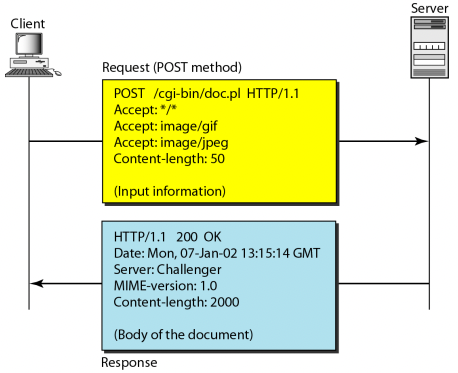 Client
Server
Request (POST method)
POST /cgi-bin/doc.pl HTTP/1.1
Accept: */*
Accept: image/gif
Accept: image/jpeg
Content-length: 50
(Input information)
HTTP/1.1 200 OK
Date: Mon, 07-Jan-02 13:15:14 GMT
Server: Challenger
MIME-version: 1.0
Content-length: 2000
(Body of the document)
Response